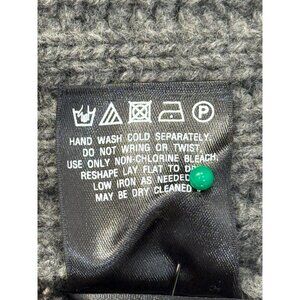 P
HAND WASH COLD SEPARATELY.
DO NOT WRING OR TWIST.
USE ONLY NON-CHLORINE BLEACH.
RESHAPE LAY FLAT TO
LOW IRON AS NEEDED
MAY BE DRY CLEANED